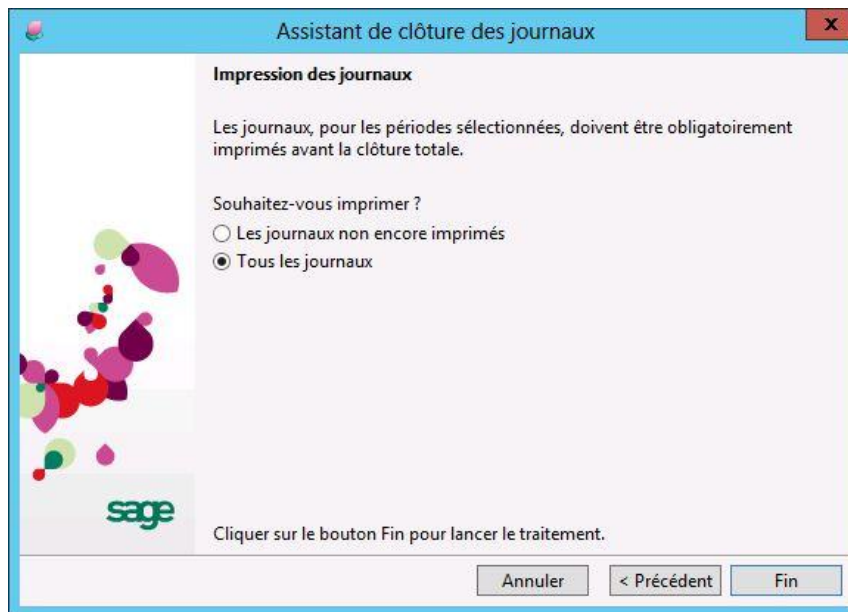 Assistant de clôture des journaux
x
Impression des journaux
Les journaux, pour les périodes sélectionnées, doivent être obligatoirement
imprimés avant la clôture totale.
Souhaitez-vous imprimer ?
Les journaux non encore imprimés
Tous les journaux
sage
Cliquer sur le bouton Fin pour lancer le traitement.
Annuler
< Précédent
Fin